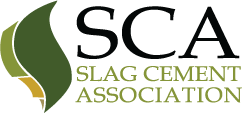 SCA
SLAG CEMENT
ASSOCIATION